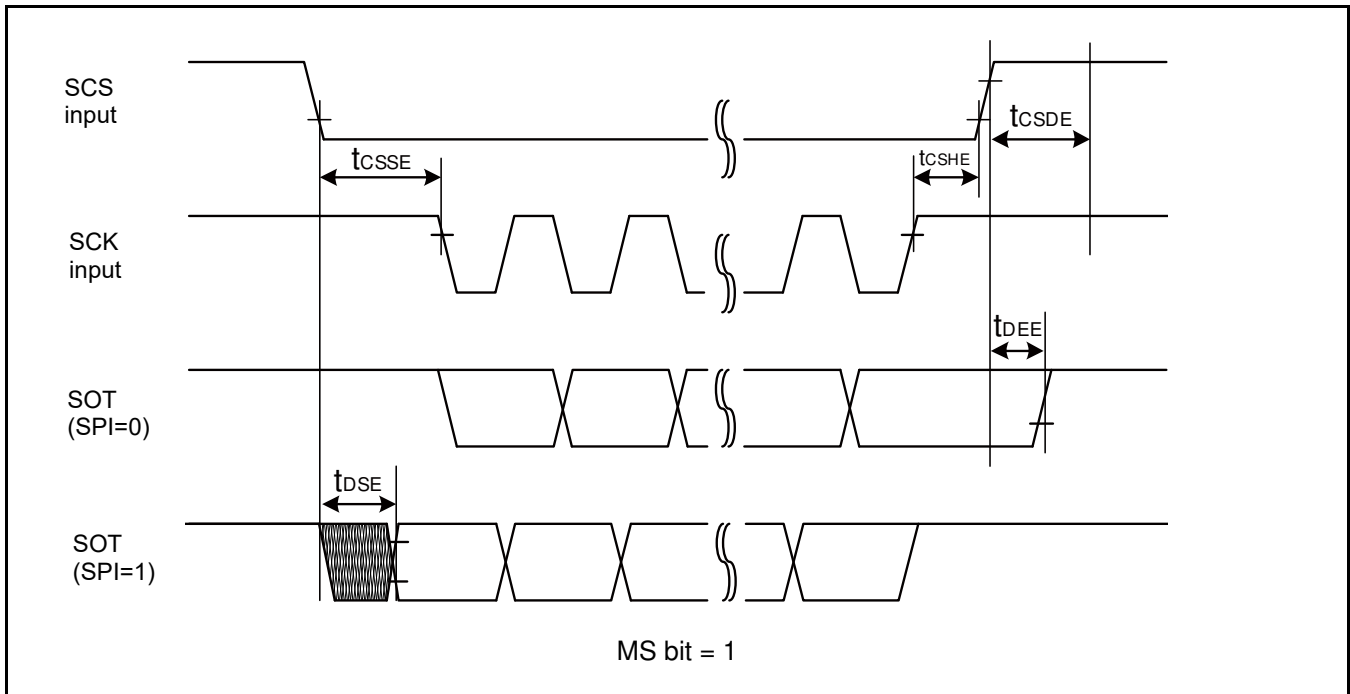 SCS
input
tCSDE
tCSSE
tCSHE
SCK
input
tDEE
SOT
(SPI=0)
tDSE
SOT
(SPI=1)
MS bit = 1